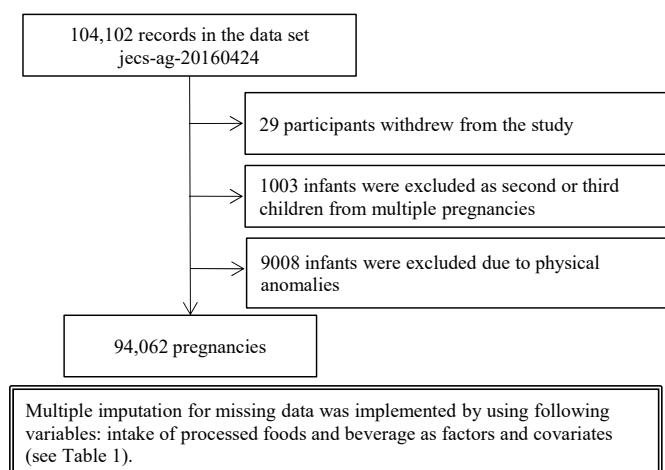 104,102 records in the data set
jecs-ag-20160424
29 participants withdrew from the study
1003 infants were excluded as second or third
children from multiple pregnancies
9008 infants were excluded due to physical
anomalies
94,062 pregnancies
Multiple imputation for missing data was implemented by using following
variables: intake of processed foods and beverage as factors and covariates
(see Table 1).